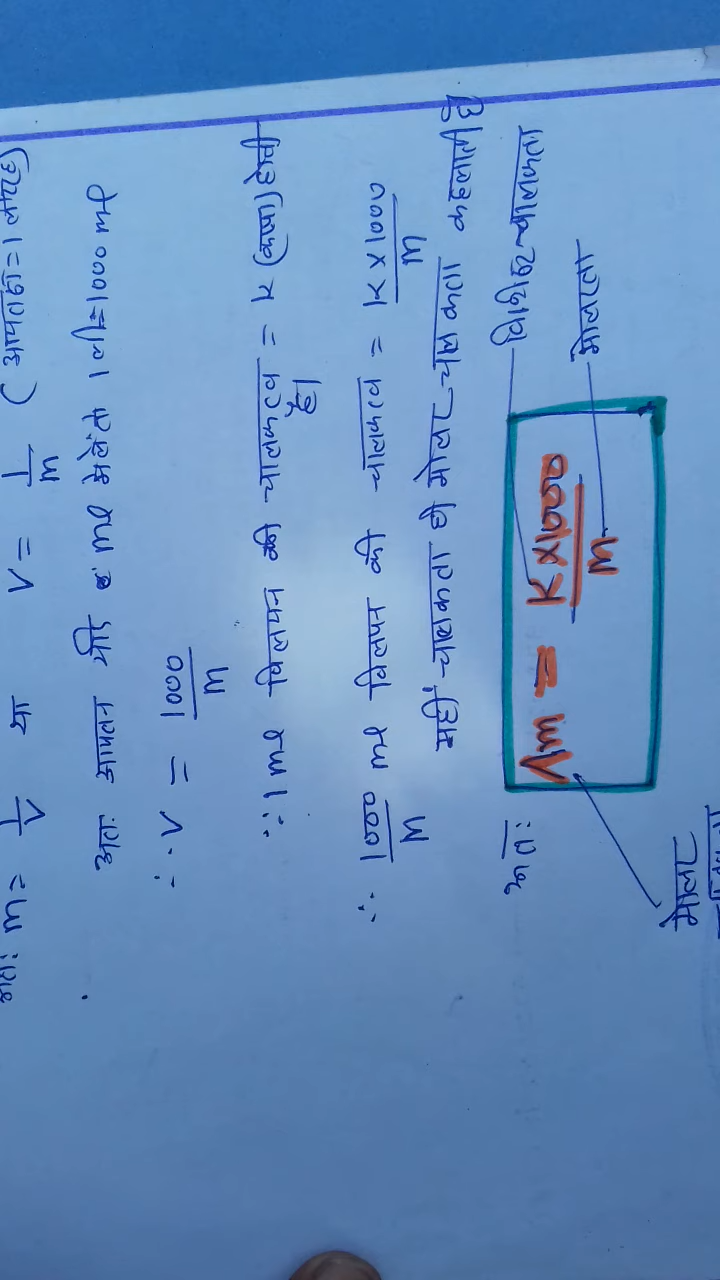 अतः m = 1/V या V = 1/m (आयतन = 1 लीटर)
अतः आयतन यदि ml में लें तो 1 ली = 1000 ml
∴ V = 1000/M
∵ 1 ml विलयन की चालकत्व = K (कप्पा) होती है।
∴ 1000/M ml विलयन की चालकत्व = K x 1000/M
यही चालकता ही मोलर चालकता कहलाती है
विशिष्ट चालकता
अतः Λm = K x 1000/m
मोलरता
मोलर